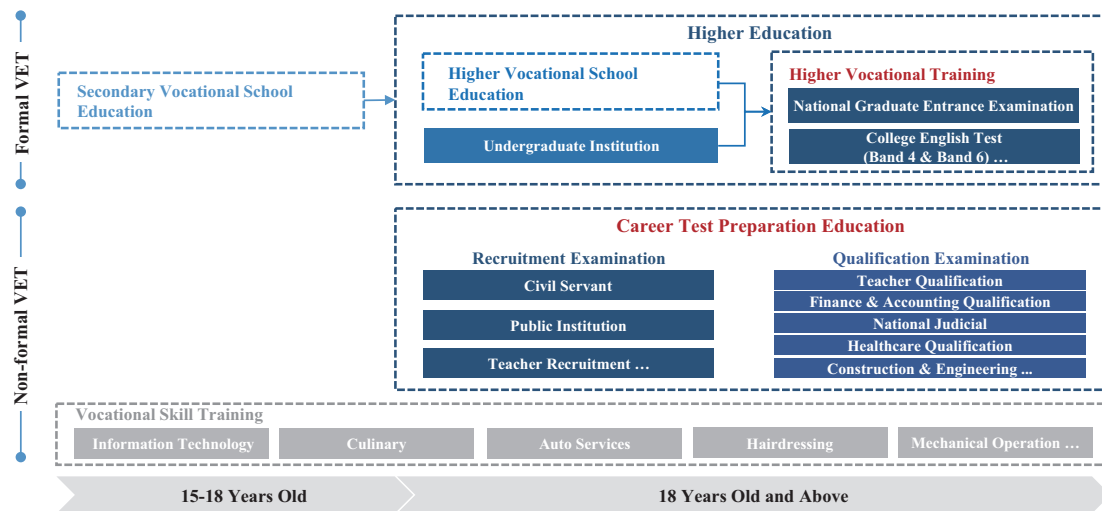 Formal VET
Higher Education
Secondary Vocational School
Education
Higher Vocational School
Education
Undergraduate Institution
Higher Vocational Training
National Graduate Entrance Examination
College English Test
(Band 4 & Band 6) …
Non-formal VET
Career Test Preparation Education
Recruitment Examination
Civil Servant
Public Institution
Teacher Recruitment …
Qualification Examination
Teacher Qualification
Finance & Accounting Qualification
National Judicial
Healthcare Qualification
Construction & Engineering ...
Vocational Skill Training
Information Technology
Culinary
Auto Services
Hairdressing
Mechanical Operation …
15-18 Years Old
18 Years Old and Above